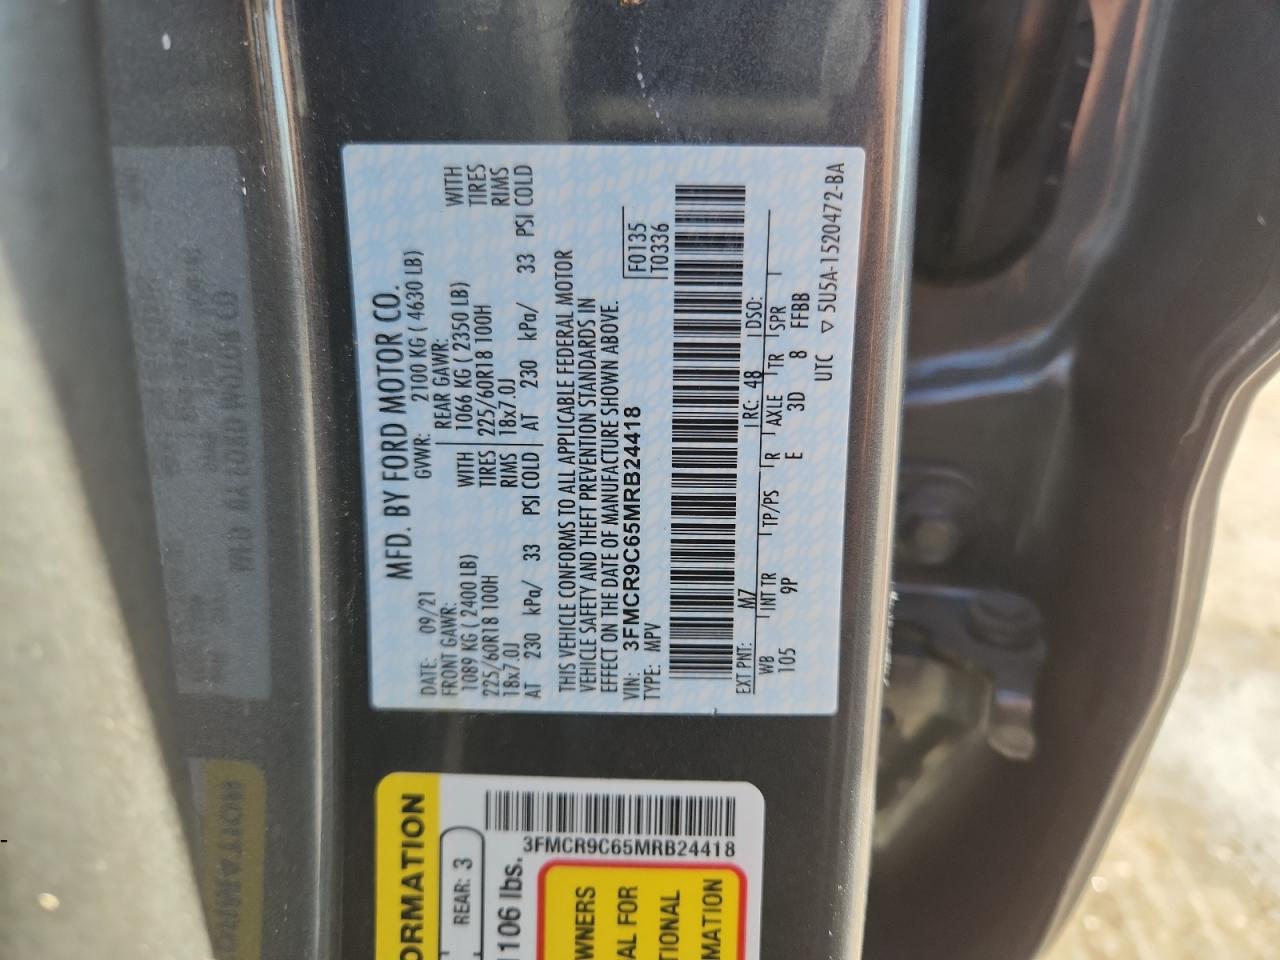 MFD. BY FORD MOTOR CO.
DATE: 09/21 GVWR: 2100 KG ( 4630 LB)
FRONT GAWR: REAR GAWR:
1089 KG ( 2400 LB) WITH 1066 KG ( 2350 LB) WITH
225/60R18 100H TIRES 225/60R18 100H TIRES
18x7.0J RIMS 18x7.0J RIMS
AT 230 kPa/ 33 PSI COLD AT 230 kPa/ 33 PSI COLD
THIS VEHICLE CONFORMS TO ALL APPLICABLE FEDERAL MOTOR
VEHICLE SAFETY AND THEFT PREVENTION STANDARDS IN
EFFECT ON THE DATE OF MANUFACTURE SHOWN ABOVE.
VIN: 3FMCR9C65MRB24418 F0135
TYPE: MPV T0336
EXT PNT: MZ RC: 48 DSO:
WB INT TR TP/PS R AXLE TR SPR
105 9P E 3D 8 FFBB
UTC ▽ 5U5A-1520472-BA
ORMATION
REAR: 3
1106 lbs.
3FMCR9C65MRB24418
WNERS
AL FOR
TIONAL
MATION